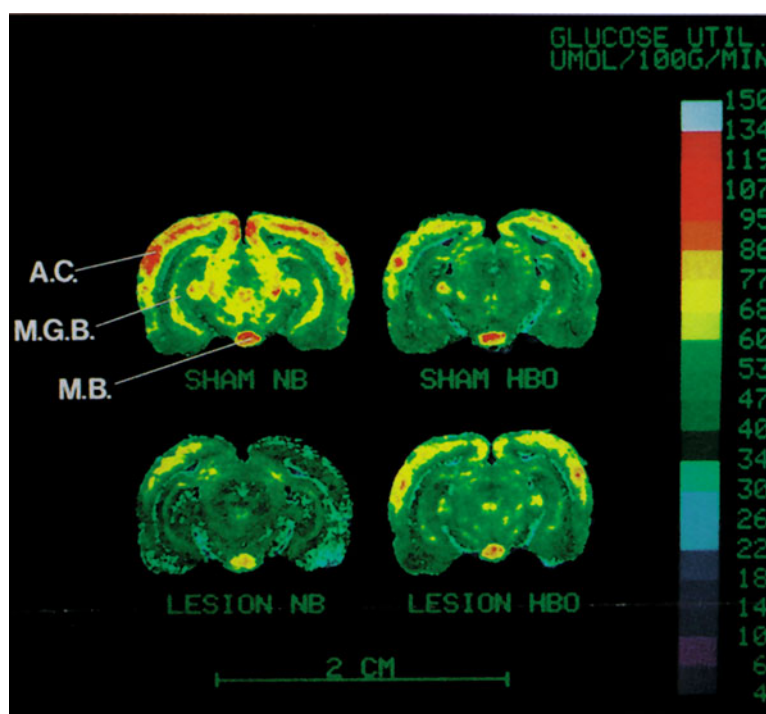 GLUCOSE UTIL.
UMOL/100G/MIN
150
134
119
107
95
86
77
68
60
53
47
40
34
30
26
22
18
14
10
6
4
A.C.
M.G.B.
M.B.
SHAM NB
SHAM HBO
LESION NB
LESION HBO
2 CM